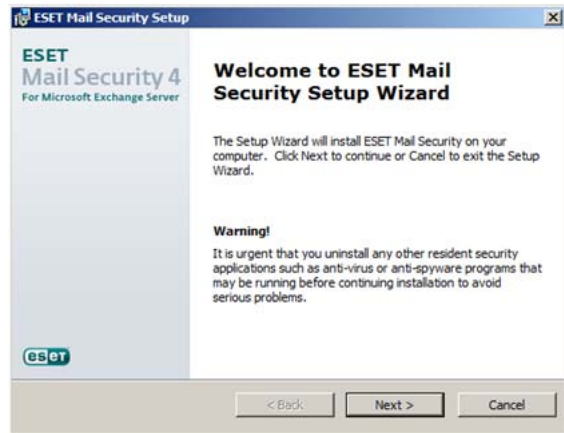 ESET Mail Security Setup
ESET
Mail Security 4
For Microsoft Exchange Server
Welcome to ESET Mail
Security Setup Wizard
The Setup Wizard will install ESET Mail Security on your
computer. Click Next to continue or Cancel to exit the Setup
Wizard.
Warning!
It is urgent that you uninstall any other resident security
applications such as anti-virus or anti-spyware programs that
may be running before continuing installation to avoid
serious problems.
eset
< Back
Next >
Cancel